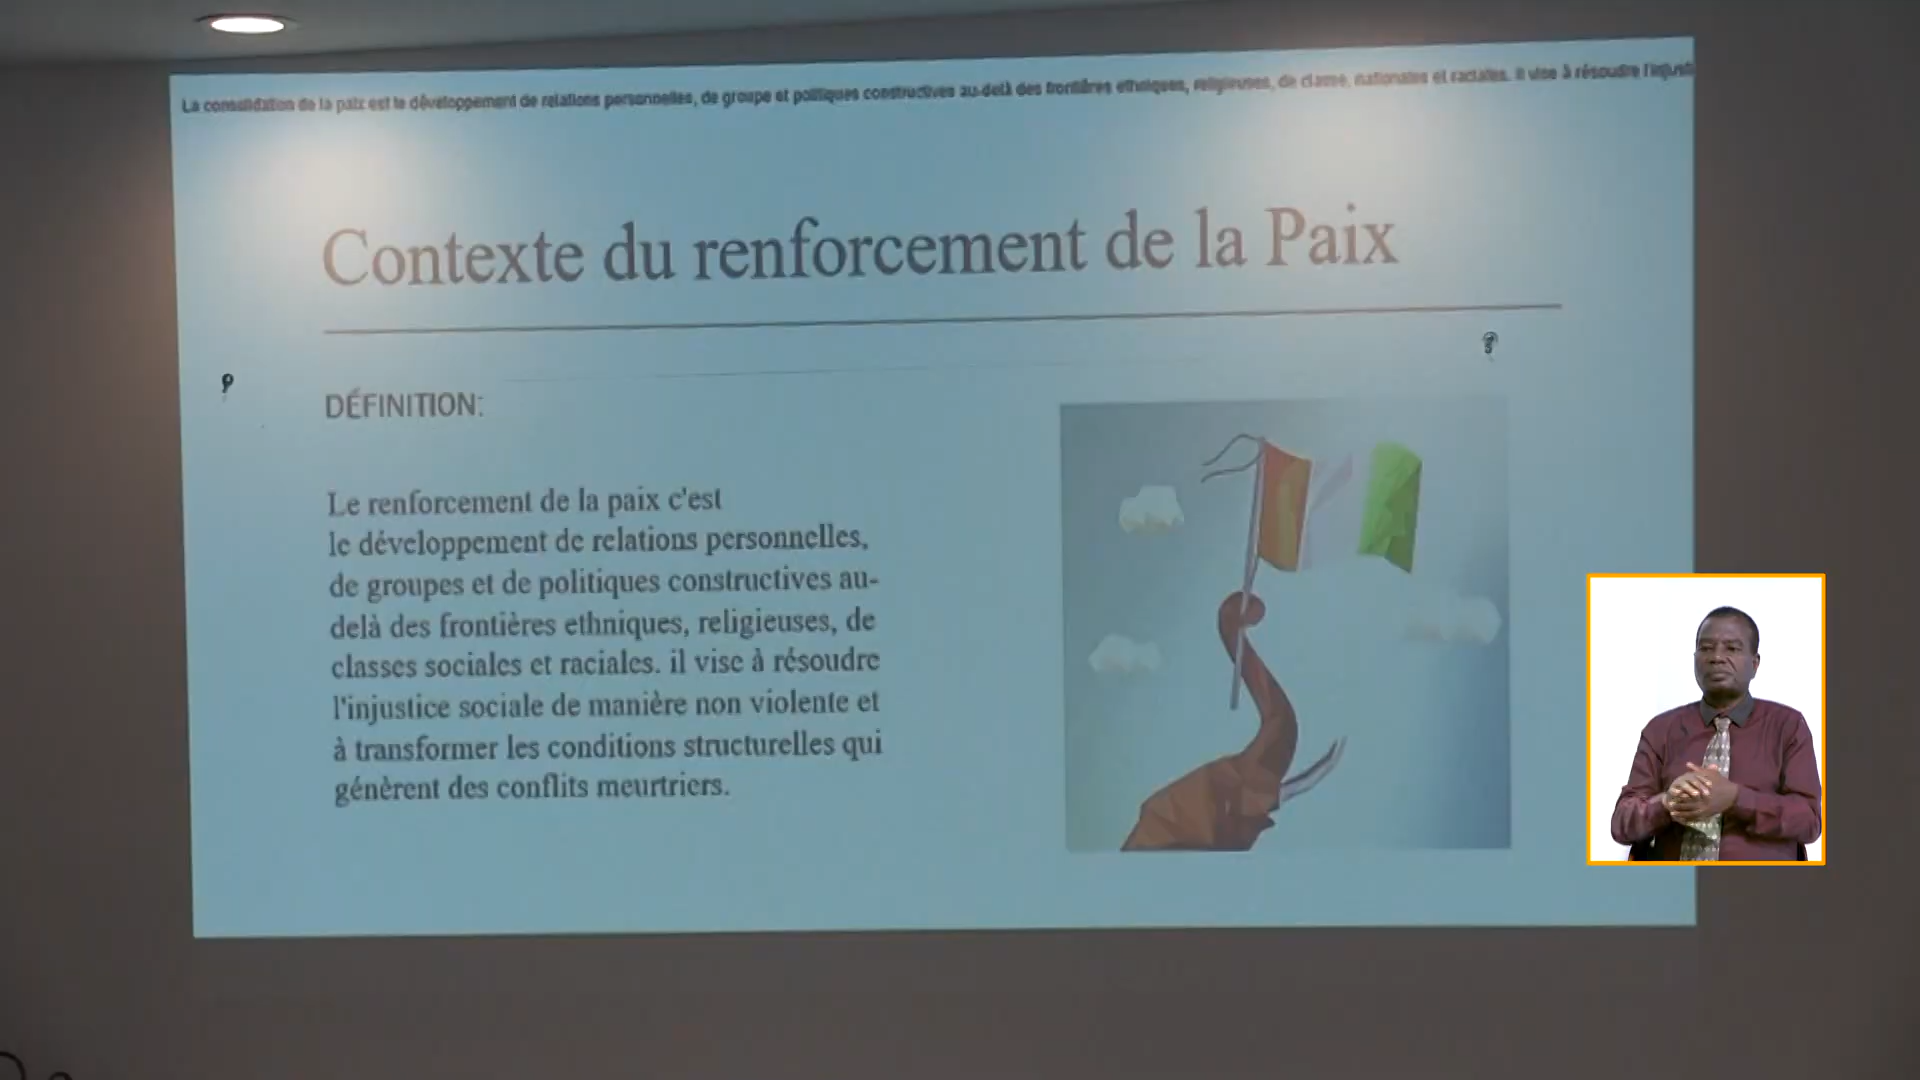 La consolidation de la paix est le développement de relations personnelles, de groupe et politiques constructives au-delà des frontières ethniques, religieuses, de classe, nationales et raciales. Il vise à résoudre l'injusti
Contexte du renforcement de la Paix
DÉFINITION:
Le renforcement de la paix c'est
le développement de relations personnelles,
de groupes et de politiques constructives au-
delà des frontières ethniques, religieuses, de
classes sociales et raciales. il vise à résoudre
l'injustice sociale de manière non violente et
à transformer les conditions structurelles qui
génèrent des conflits meurtriers.